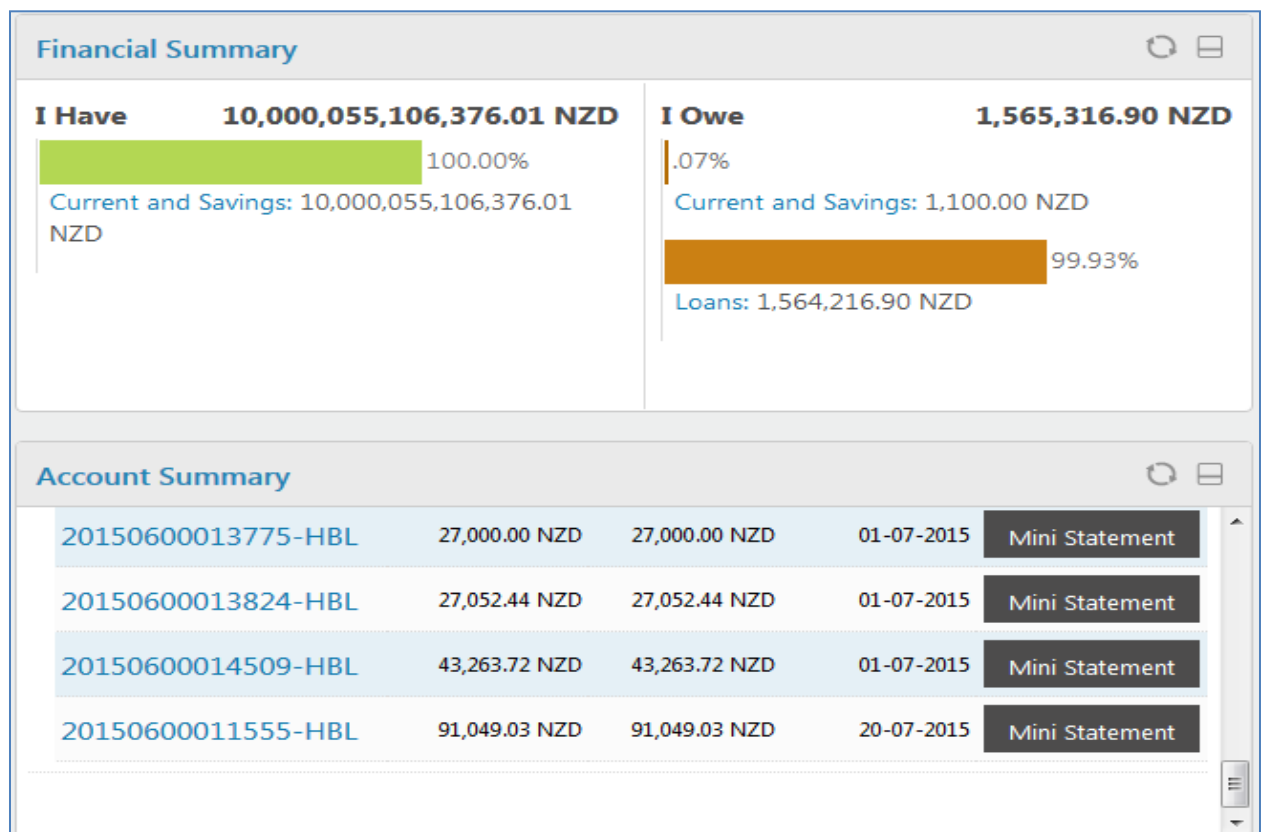 Financial Summary
I Have 10,000,055,106,376.01 NZD
100.00%
Current and Savings: 10,000,055,106,376.01
NZD
I Owe 1,565,316.90 NZD
.07%
Current and Savings: 1,100.00 NZD
99.93%
Loans: 1,564,216.90 NZD
Account Summary
20150600013775-HBL 27,000.00 NZD 27,000.00 NZD 01-07-2015 Mini Statement
20150600013824-HBL 27,052.44 NZD 27,052.44 NZD 01-07-2015 Mini Statement
20150600014509-HBL 43,263.72 NZD 43,263.72 NZD 01-07-2015 Mini Statement
20150600011555-HBL 91,049.03 NZD 91,049.03 NZD 20-07-2015 Mini Statement